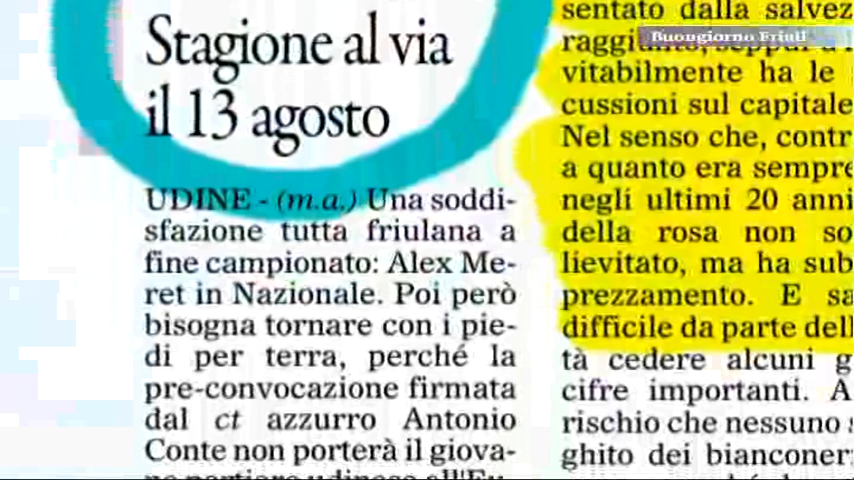 Buongiorno Friuli
Stagione al via
il 13 agosto
UDINE - (m.a.) Una soddi-
sfazione tutta friulana a
fine campionato: Alex Me-
ret in Nazionale. Poi però
bisogna tornare con i pie-
di per terra, perché la
pre-convocazione firmata
dal ct azzurro Antonio
Conte non porterà il giova-
sentato dalla salvez
vitabilmente ha le
cussioni sul capitale
Nel senso che, contr
a quanto era sempre
negli ultimi 20 anni
della rosa non so
lievitato, ma ha sub
prezzamento. E sa
difficile da parte dell
tà cedere alcuni g
cifre importanti. A
rischio che nessuno s
ghito dei bianconer